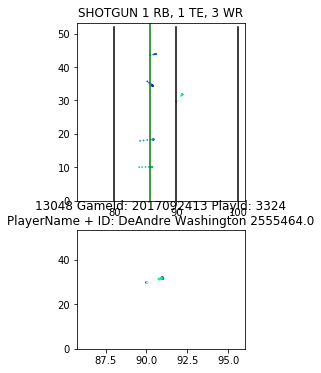 SHOTGUN 1 RB, 1 TE, 3 WR
50
40
30
20
10
0
80 90 100
13048 GameId: 2017092413 PlayId: 3324
PlayerName + ID: DeAndre Washington 2555464.0
40
20
0
87.5 90.0 92.5 95.0